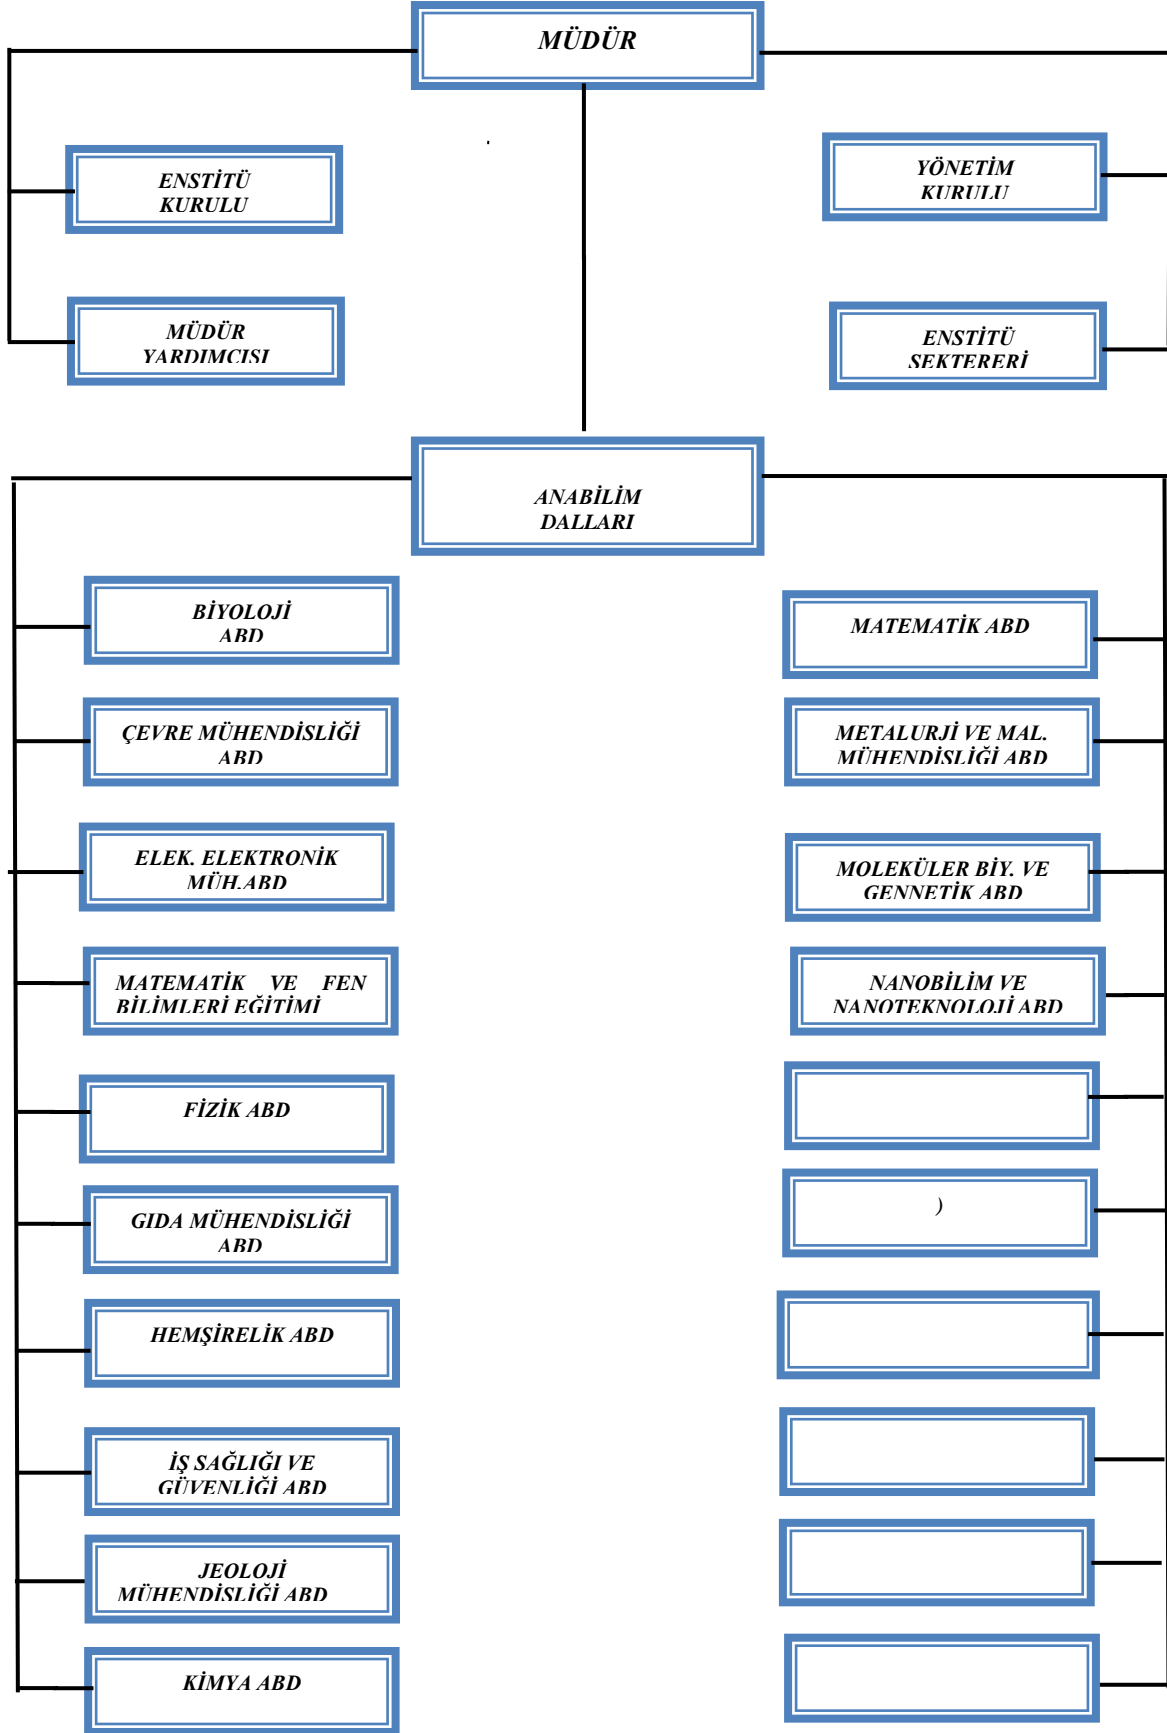 MÜDÜR
ENSTİTÜ
KURULU
YÖNETİM
KURULU
MÜDÜR
YARDIMCISI
ENSTİTÜ
SEKTERERİ
ANABİLİM
DALLARI
BİYOLOJİ
ABD
ÇEVRE MÜHENDİSLİĞİ
ABD
ELEK. ELEKTRONİK
MÜH.ABD
MATEMATİK VE FEN
BİLİMLERİ EĞİTİMİ
FİZİK ABD
GIDA MÜHENDİSLİĞİ
ABD
HEMŞİRELİK ABD
İŞ SAĞLIĞI VE
GÜVENLİĞİ ABD
JEOLOJİ
MÜHENDİSLİĞİ ABD
KİMYA ABD
MATEMATİK ABD
METALURJİ VE MAL.
MÜHENDİSLİĞİ ABD
MOLEKÜLER BİY. VE
GENNETİK ABD
NANOBİLİM VE
NANOTEKNOLOJİ ABD
)